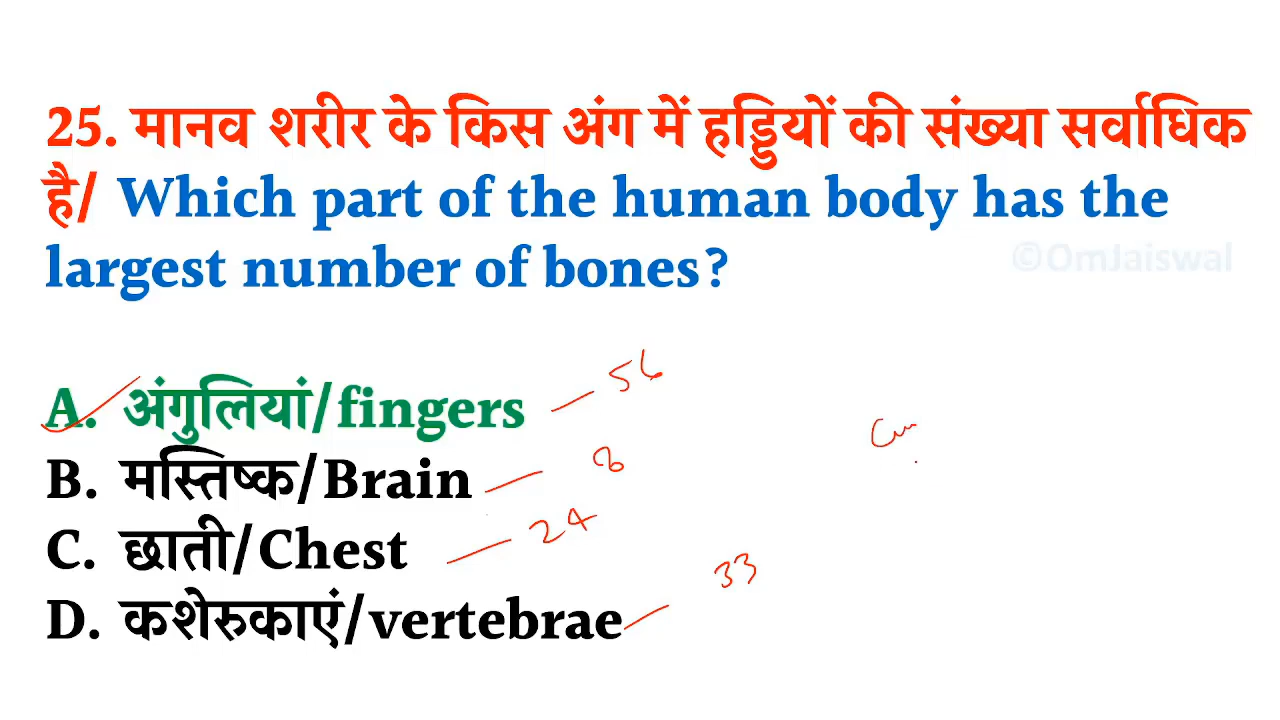 25. मानव शरीर के किस अंग में हड्डियों की संख्या सर्वाधिक
है/ Which part of the human body has the
largest number of bones?
©OmJaiswal
A. अंगुलियां/fingers 56
B. मस्तिष्क/Brain 8
C. छाती/Chest 24
D. कशेरुकाएं/vertebrae 33